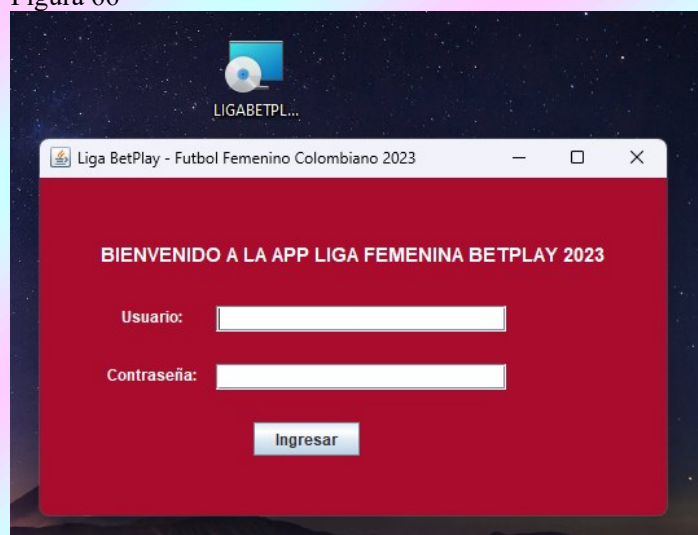 LIGABETPL...
Liga BetPlay - Futbol Femenino Colombiano 2023
BIENVENIDO A LA APP LIGA FEMENINA BETPLAY 2023
Usuario:
Contraseña:
Ingresar